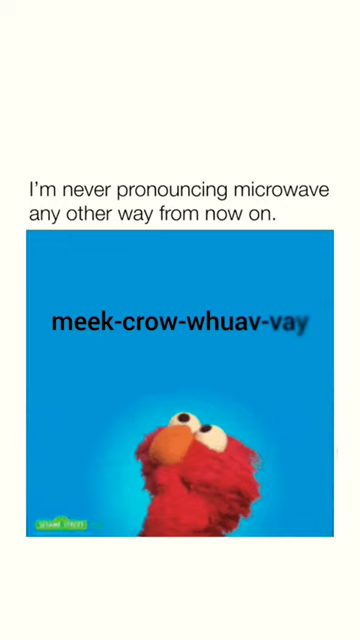 I'm never pronouncing microwave
any other way from now on.
meek-crow-whuav-vay
SESAME STREET